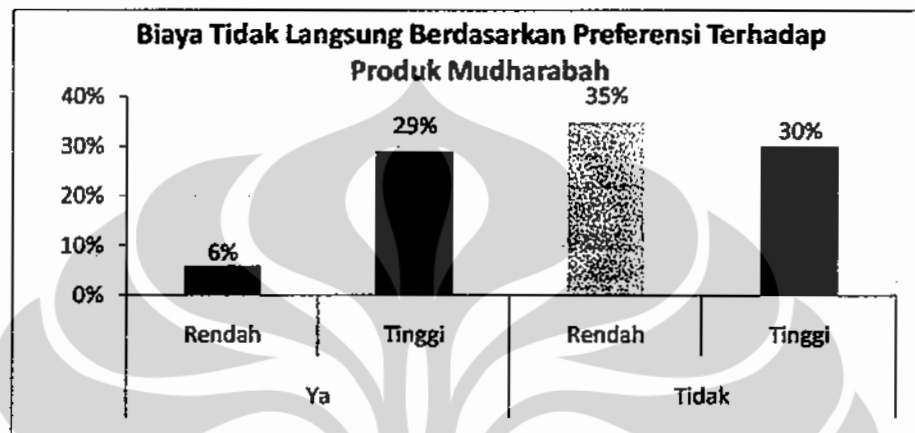 Biaya Tidak Langsung Berdasarkan Preferensi Terhadap
Produk Mudharabah
40%
30%
20%
10%
0%
6%
29%
35%
30%
Rendah
Tinggi
Rendah
Tinggi
Ya
Tidak